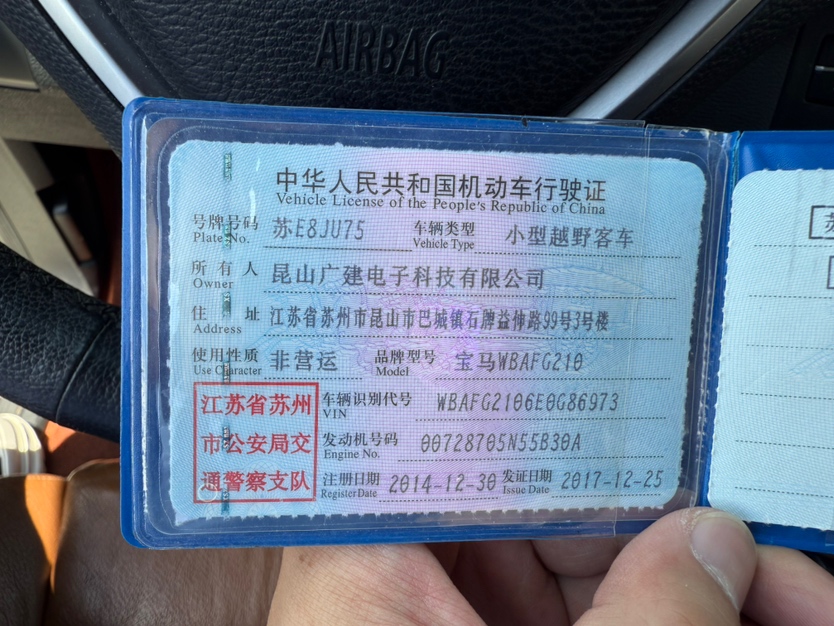 AIRBAG
中华人民共和国机动车行驶证
Vehicle License of the People's Republic of China
号牌号码 苏E8JU75 车辆类型 小型越野客车
Plate No. Vehicle Type
所有人 昆山广建电子科技有限公司
Owner
住址 江苏省苏州市昆山市巴城镇石牌益伸路99号3号楼
Address
使用性质 非营运 品牌型号 宝马WBAFG210
Use Character Model
江苏省苏州 车辆识别代号 WBAFG2106E0G86973
VIN
市公安局交 发动机号码 00728705N55B30A
Engine No.
通警察支队 注册日期 2014-12-30 发证日期 2017-12-25
Register Date Issue Date